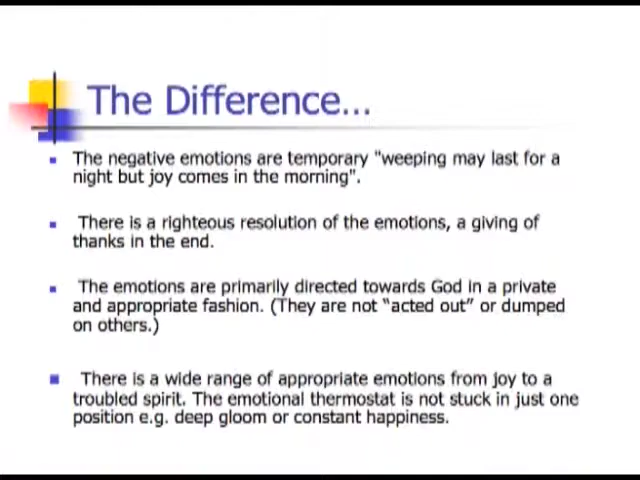 The Difference...
The negative emotions are temporary "weeping may last for a
night but joy comes in the morning".
There is a righteous resolution of the emotions, a giving of
thanks in the end.
The emotions are primarily directed towards God in a private
and appropriate fashion. (They are not “acted out” or dumped
on others.)
There is a wide range of appropriate emotions from joy to a
troubled spirit. The emotional thermostat is not stuck in just one
position e.g. deep gloom or constant happiness.